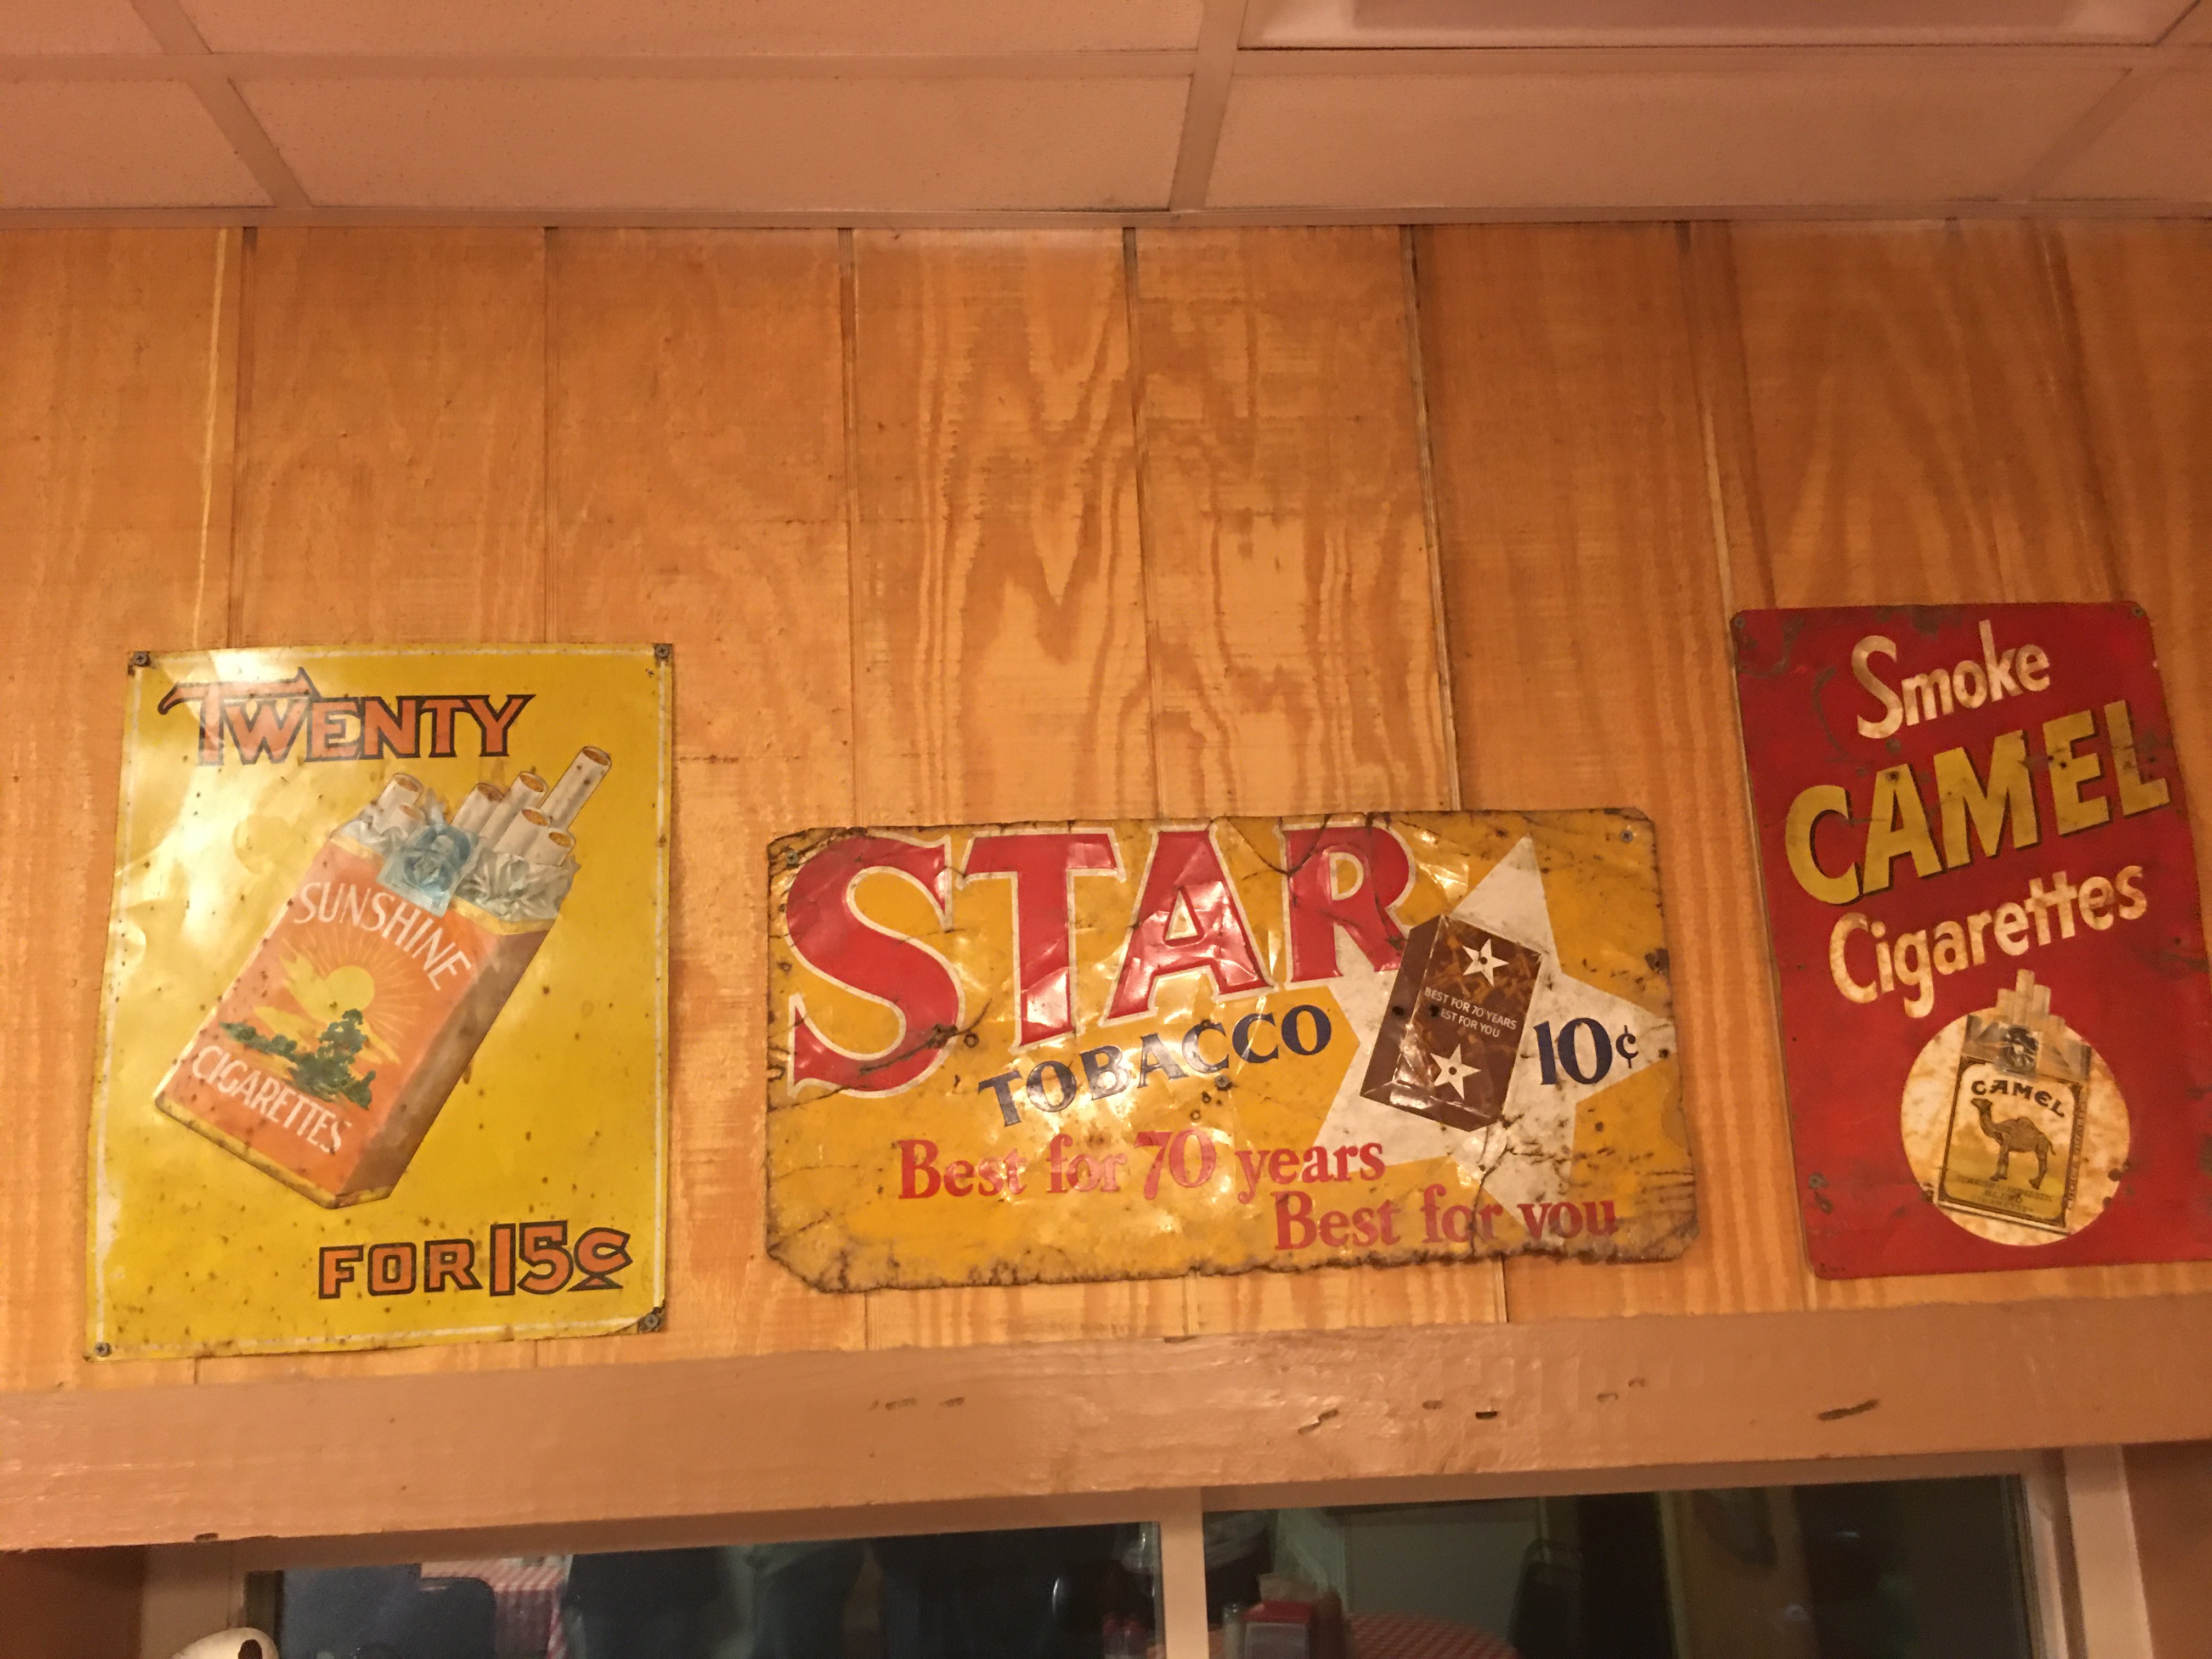 TWENTY
SUNSHINE
CIGARETTES
FOR 15¢
STAR
TOBACCO
BEST FOR 70 YEARS
EST FOR YOU
10¢
Best for 70 years
Best for you
Smoke
CAMEL
Cigarettes
CAMEL